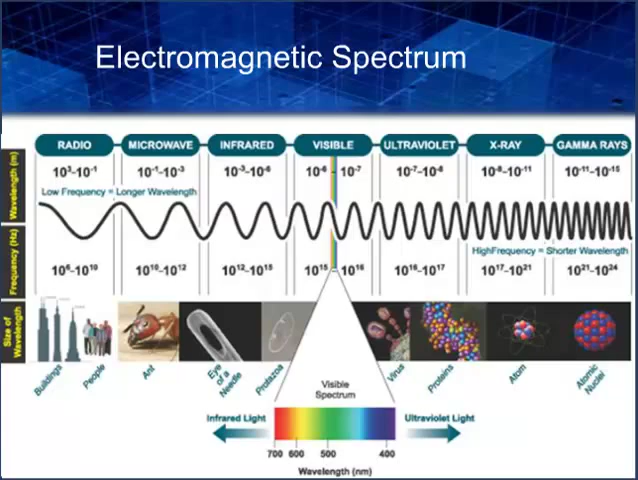 Electromagnetic Spectrum
RADIO MICROWAVE INFRARED VISIBLE ULTRAVIOLET X-RAY GAMMA RAYS
Wavelength (m)
10³-10-¹ 10-¹-10-³ 10-³-10-⁶ 10-⁶ - 10-⁷ 10-⁷-10-⁸ 10-⁸-10-¹¹ 10-¹¹-10-¹⁵
Low Frequency = Longer Wavelength
HighFrequency = Shorter Wavelength
Frequency (Hz)
10⁶-10¹⁰ 10¹⁰-10¹² 10¹²-10¹⁵ 10¹⁵ - 10¹⁶ 10¹⁶-10¹⁷ 10¹⁷-10²¹ 10²¹-10²⁴
Size of
Wavelength
Buildings
People
Ant
Eye
of a
Needle
Protozoa
Virus
Proteins
Atom
Atomic
Nuclei
Visible
Spectrum
Infrared Light
Ultraviolet Light
700 600 500 400
Wavelength (nm)